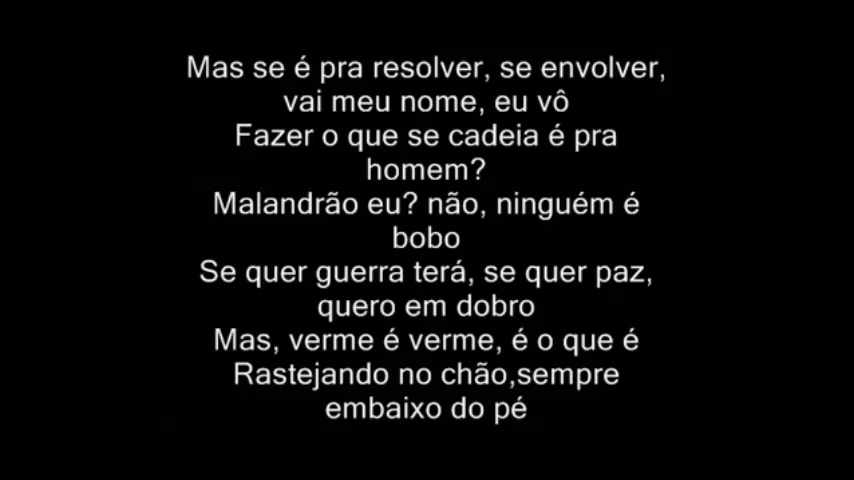 Mas se é pra resolver, se envolver,
vai meu nome, eu vô
Fazer o que se cadeia é pra
homem?
Malandrão eu? não, ninguém é
bobo
Se quer guerra terá, se quer paz,
quero em dobro
Mas, verme é verme, é o que é
Rastejando no chão,sempre
embaixo do pé